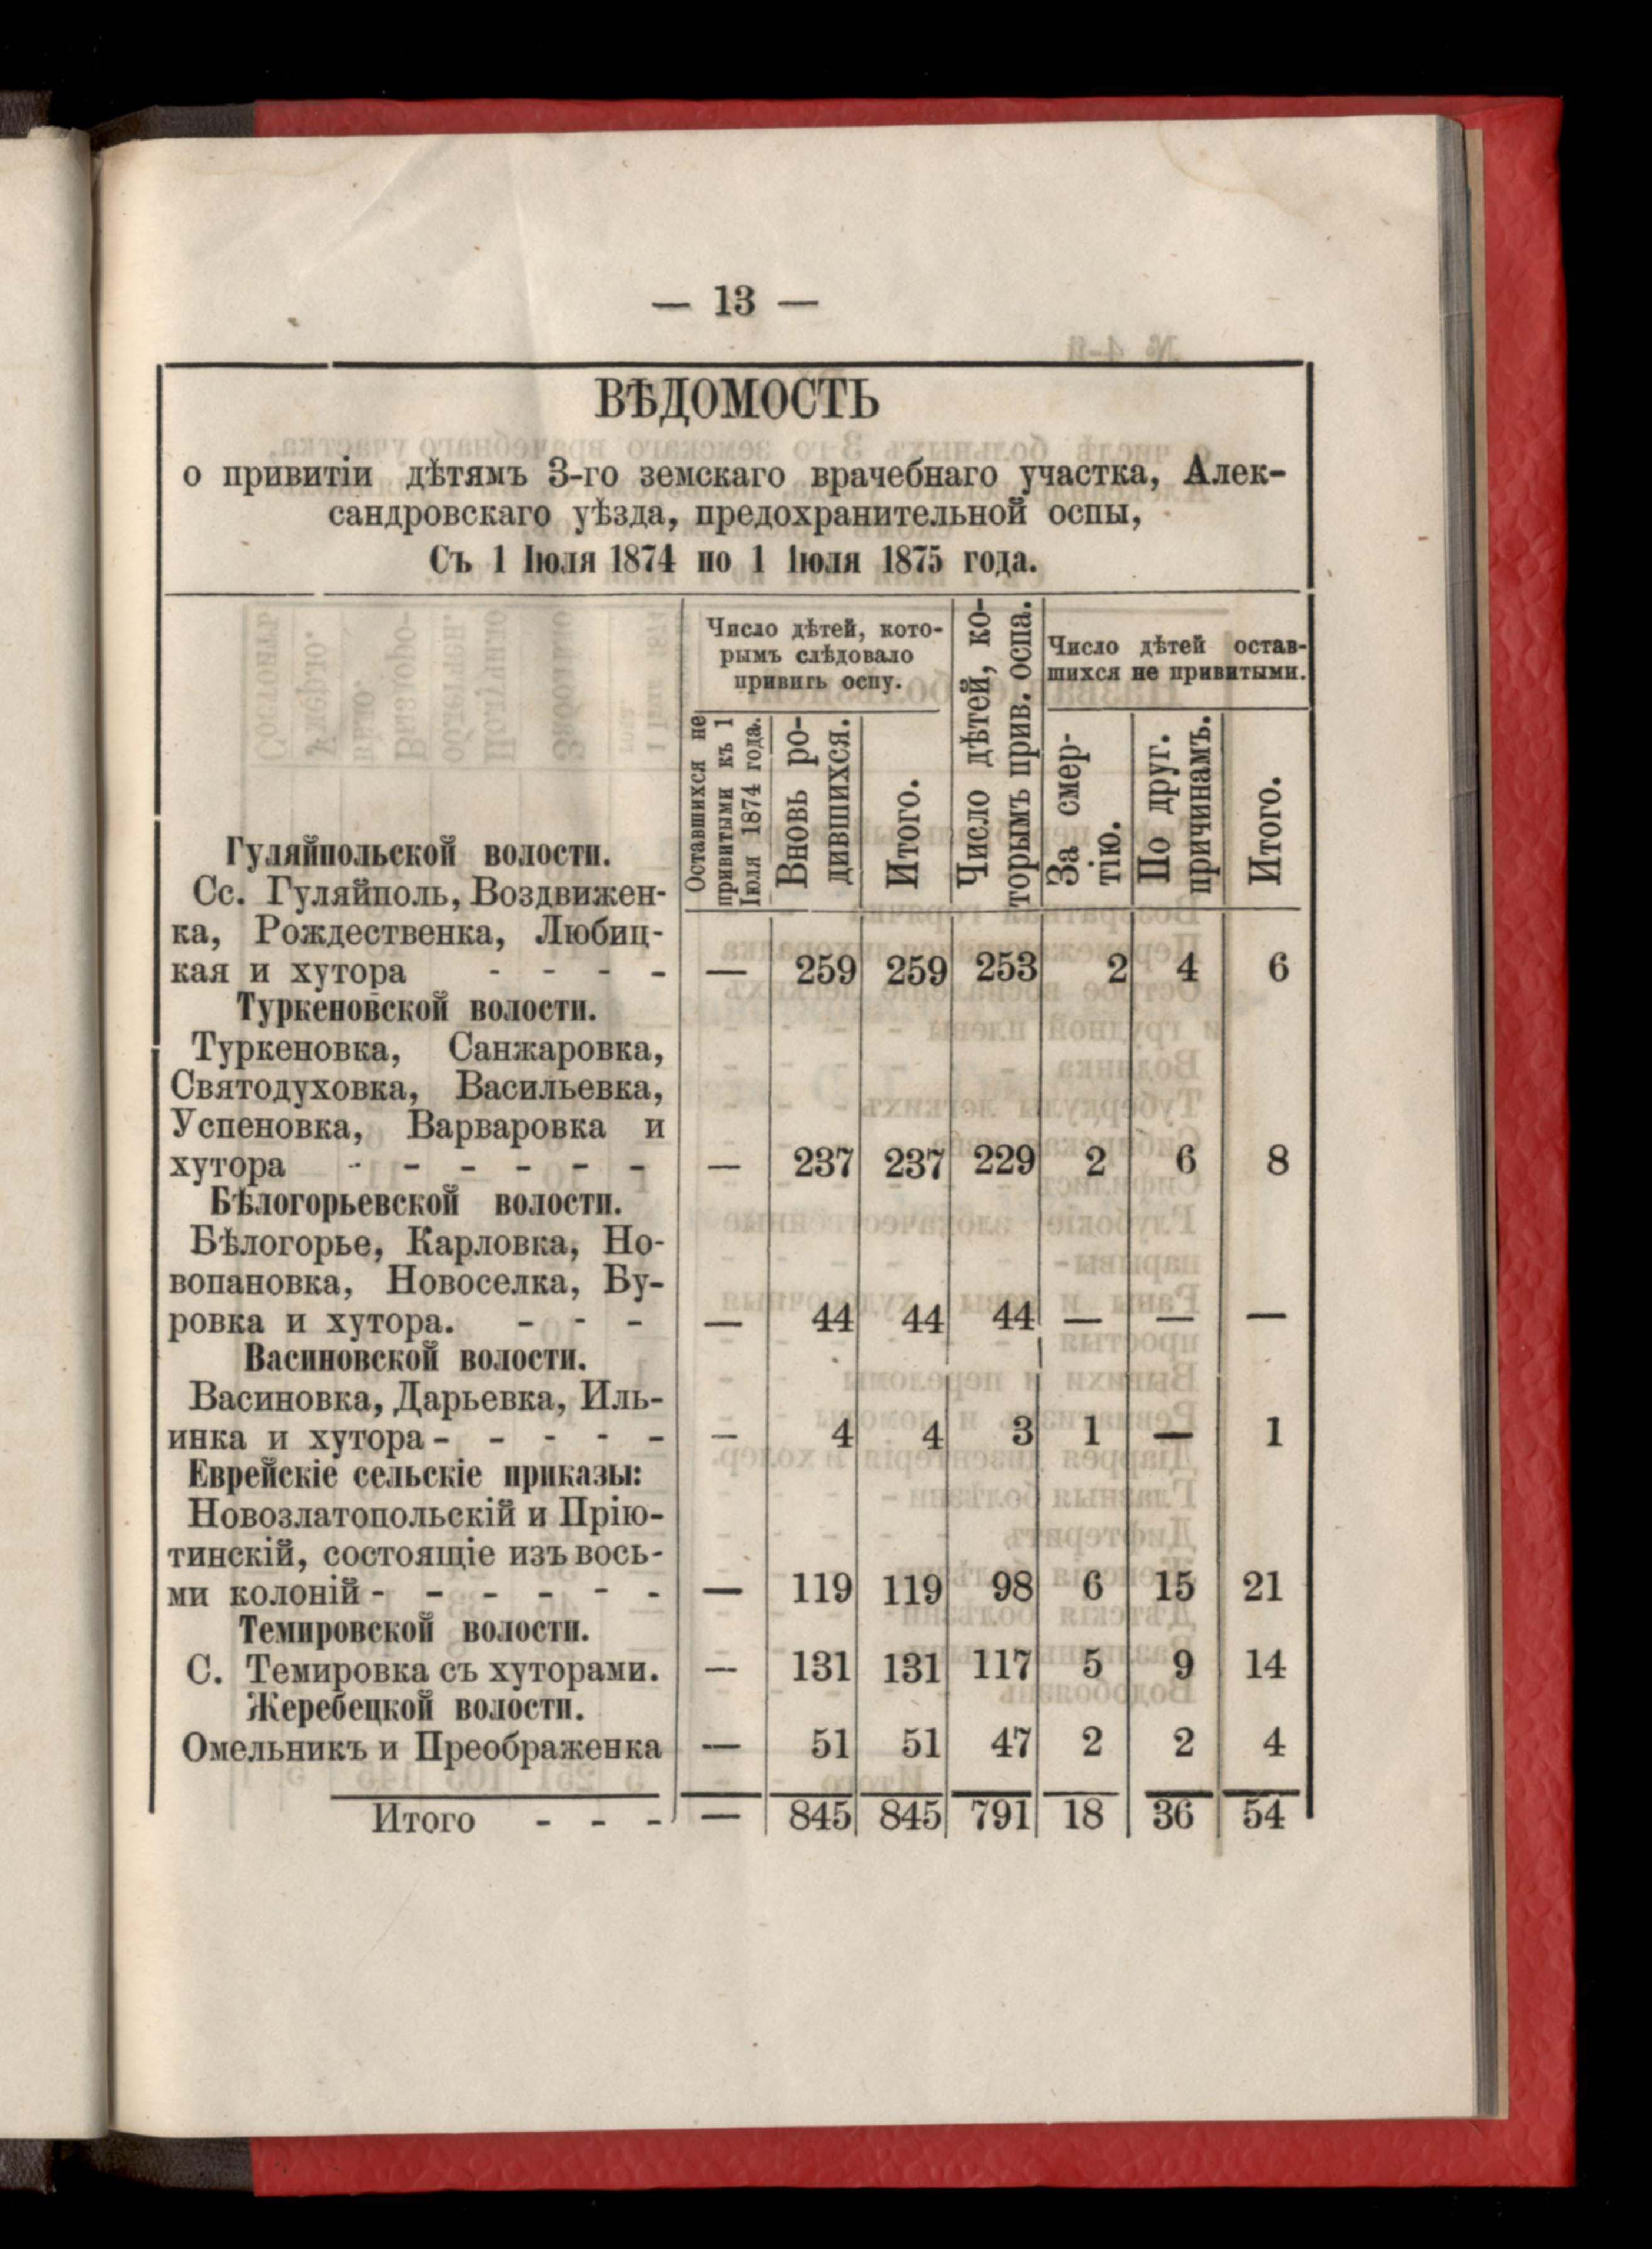 — 13 —
ВѢДОМОСТЬ
о привитіи дѣтямъ 3-го земскаго врачебнаго участка, Алек-
сандровскаго уѣзда, предохранительной оспы,
Съ 1 Іюля 1874 по 1 Іюля 1875 года.
Число дѣтей, кото-
рымъ слѣдовало
привить оспу.
Число дѣтей, ко-
торымъ прив. оспа.
Число дѣтей остав-
шихся не привитыми.
Оставшихся не
привитыми къ 1
Іюля 1874 года.
Вновь ро-
дившихся.
Итого.
За смер-
тію.
По друг.
причинамъ.
Итого.
Гуляйпольской волости.
Сс. Гуляйполь, Воздвижен-
ка, Рождественка, Любиц-
кая и хутора - - - - — 259 259 253 2 4 6
Туркеновской волости.
Туркеновка, Санжаровка,
Святодуховка, Васильевка,
Успеновка, Варваровка и
хутора - - - - - - — 237 237 229 2 6 8
Бѣлогорьевской волости.
Бѣлогорье, Карловка, Но-
вопановка, Новоселка, Бу-
ровка и хутора. - - - — 44 44 44 — — —
Васиновской волости.
Васиновка, Дарьевка, Иль-
инка и хутора - - - - - — 4 4 3 1 — 1
Еврейскіе сельскіе приказы:
Новозлатопольскій и Прію-
тинскій, состоящіе изъ вось-
ми колоній - - - - - - — 119 119 98 6 15 21
Темировской волости.
С. Темировка съ хуторами. — 131 131 117 5 9 14
Жеребецкой волости.
Омельникъ и Преображенка — 51 51 47 2 2 4
Итого - - - — 845 845 791 18 36 54